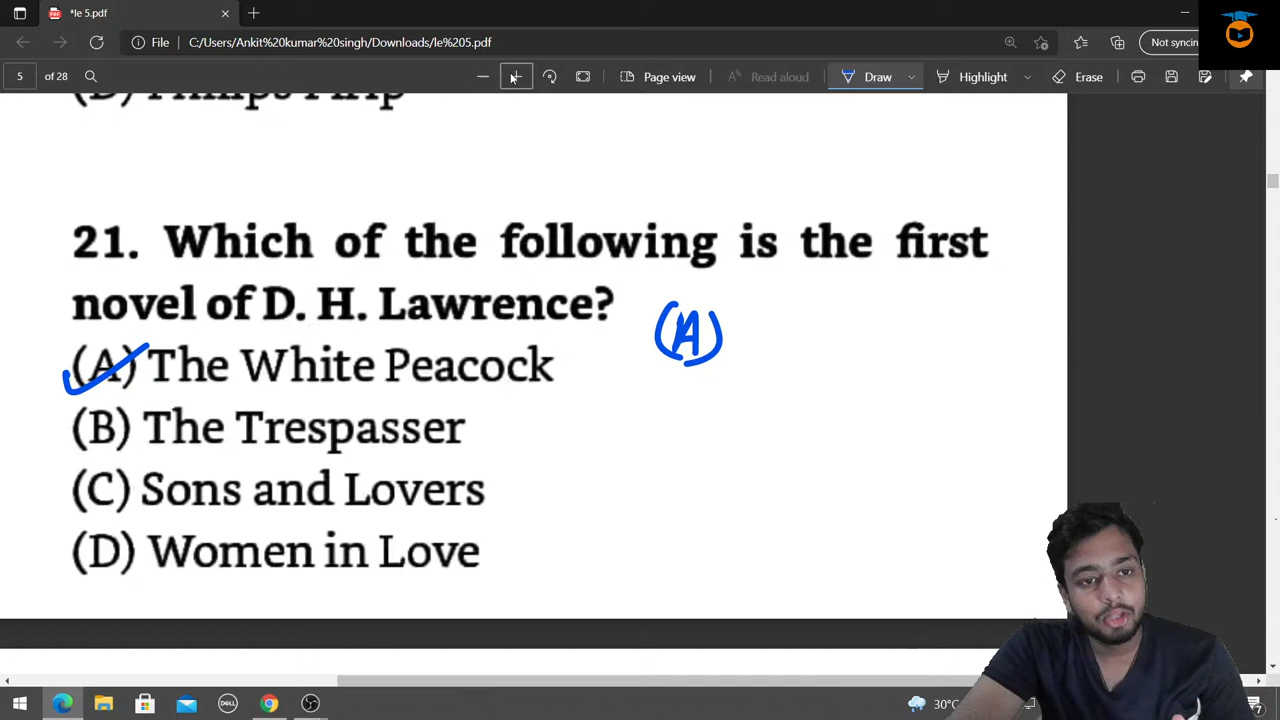 *le 5.pdf
File C:/Users/Ankit%20kumar%20singh/Downloads/le%205.pdf
Not syncin
5 of 28 Page view Read aloud Draw Highlight Erase
21. Which of the following is the first
novel of D. H. Lawrence?
(A)
(A) The White Peacock
(B) The Trespasser
(C) Sons and Lovers
(D) Women in Love
DELL
30°
7